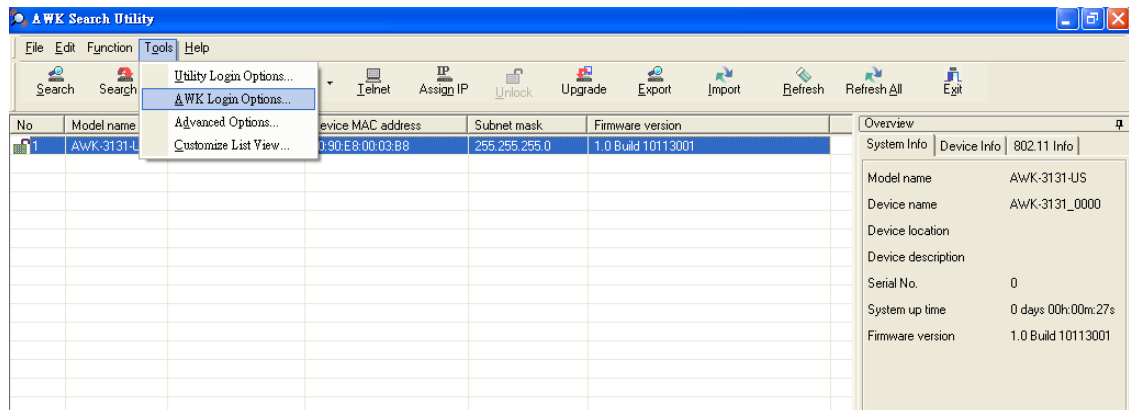 AWK Search Utility
File Edit Function Tools Help
Search Search Telnet Assign IP Unlock Upgrade Export Import Refresh Refresh All Exit
IP
Utility Login Options...
AWK Login Options...
Advanced Options...
Customize List View...
No Model name Device MAC address Subnet mask Firmware version
1 AWK-3131-U 0:90:E8:00:03:B8 255.255.255.0 1.0 Build 10113001
Overview
System Info Device Info 802.11 Info
Model name AWK-3131-US
Device name AWK-3131_0000
Device location
Device description
Serial No. 0
System up time 0 days 00h:00m:27s
Firmware version 1.0 Build 10113001